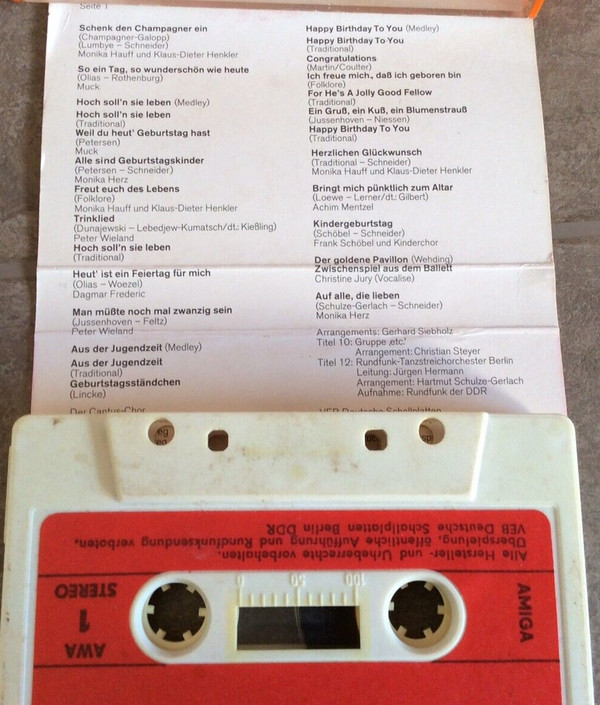 Seite 1
Schenk den Champagner ein
(Champagner-Galopp)
(Lumbye – Schneider)
Monika Hauff und Klaus-Dieter Henkler
So ein Tag, so wunderschön wie heute
(Olias – Rothenburg)
Muck
Hoch soll'n sie leben (Medley)
Hoch soll'n sie leben
(Traditional)
Weil du heut' Geburtstag hast
(Petersen)
Muck
Alle sind Geburtstagskinder
(Petersen – Schneider)
Monika Herz
Freut euch des Lebens
(Folklore)
Monika Hauff und Klaus-Dieter Henkler
Trinklied
(Dunajewski – Lebedjew-Kumatsch/dt.: Kießling)
Peter Wieland
Hoch soll'n sie leben
(Traditional)
Heut' ist ein Feiertag für mich
(Olias – Woezel)
Dagmar Frederic
Man müßte noch mal zwanzig sein
(Jussenhoven – Feltz)
Peter Wieland
Aus der Jugendzeit (Medley)
Aus der Jugendzeit
(Traditional)
Geburtstagsständchen
(Lincke)
Der Cantus-Chor
Happy Birthday To You (Medley)
Happy Birthday To You
(Traditional)
Congratulations
(Martin/Coulter)
Ich freue mich, daß ich geboren bin
(Folklore)
For He's A Jolly Good Fellow
(Traditional)
Ein Gruß, ein Kuß, ein Blumenstrauß
(Jussenhoven – Niessen)
Happy Birthday To You
(Traditional)
Herzlichen Glückwunsch
(Traditional – Schneider)
Monika Hauff und Klaus-Dieter Henkler
Bringt mich pünktlich zum Altar
(Loewe – Lerner/dt.: Gilbert)
Achim Mentzel
Kindergeburtstag
(Schöbel – Schneider)
Frank Schöbel und Kinderchor
Der goldene Pavillon (Wehding)
Zwischenspiel aus dem Ballett
Christine Jury (Vocalise)
Auf alle, die lieben
(Schulze-Gerlach – Schneider)
Monika Herz
Arrangements: Gerhard Siebholz
Titel 10: Gruppe „etc."
Arrangement: Christian Steyer
Titel 12: Rundfunk-Tanzstreichorchester Berlin
Leitung: Jürgen Hermann
Arrangement: Hartmut Schulze-Gerlach
Aufnahme: Rundfunk der DDR
VEB Deutsche Schallplatten
AMIGA
AWA
1
STEREO
100 50 0
Alle Hersteller- und Urheberrechte vorbehalten.
Überspielung, öffentliche Aufführung und Rundfunksendung verboten.
VEB Deutsche Schallplatten Berlin DDR